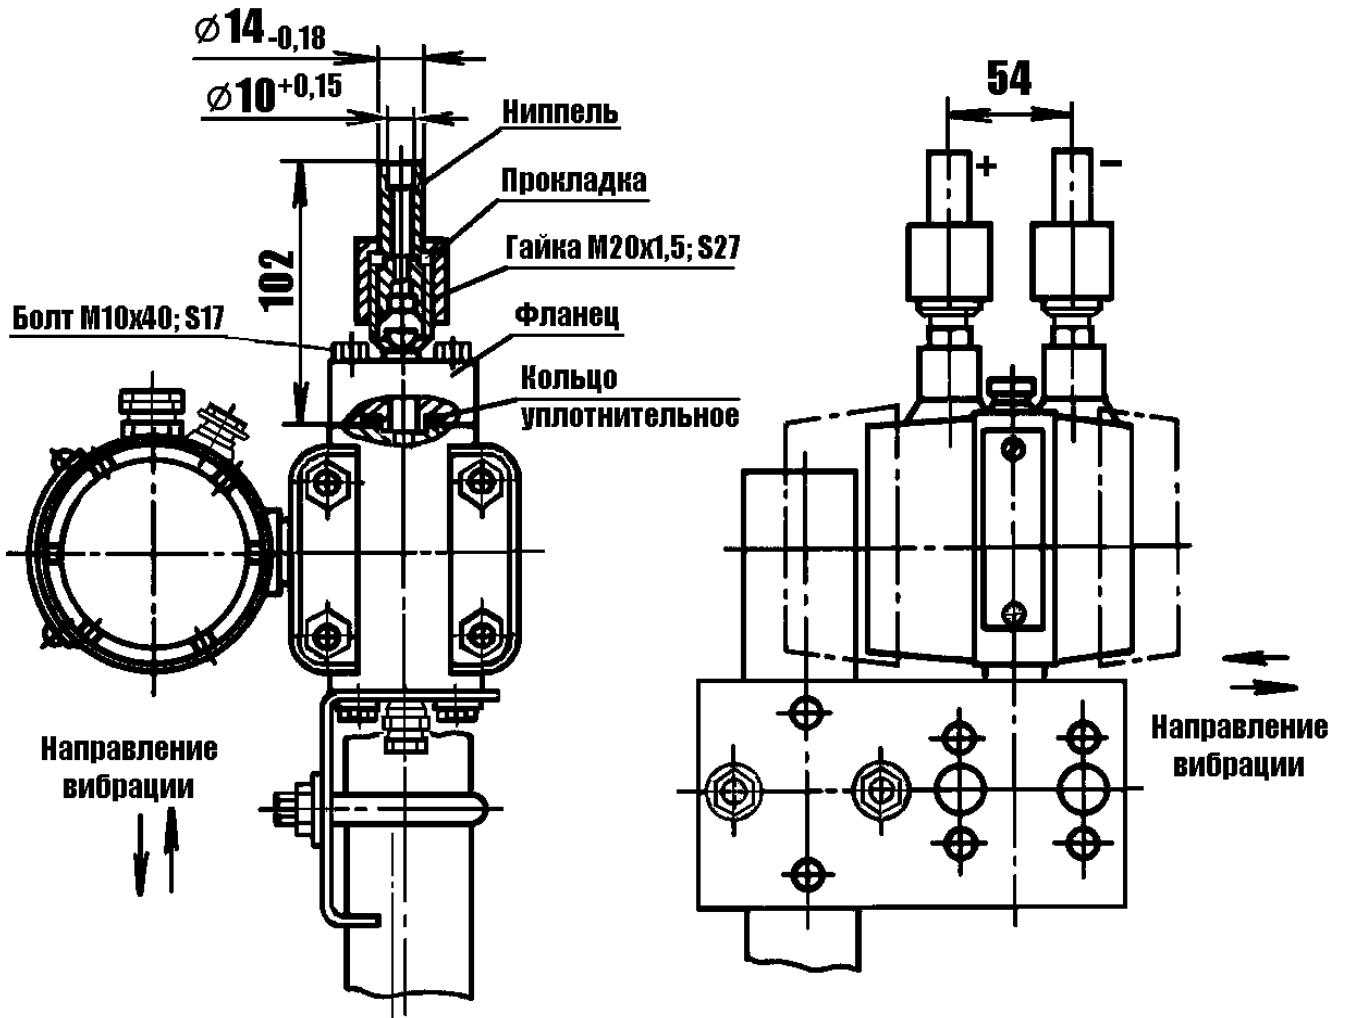 ⌀14-0,18
⌀10+0,15
Ниппель
Прокладка
Гайка М20х1,5; S27
102
Болт М10х40; S17
Фланец
Кольцо
уплотнительное
Направление
вибрации
54
+
−
Направление
вибрации